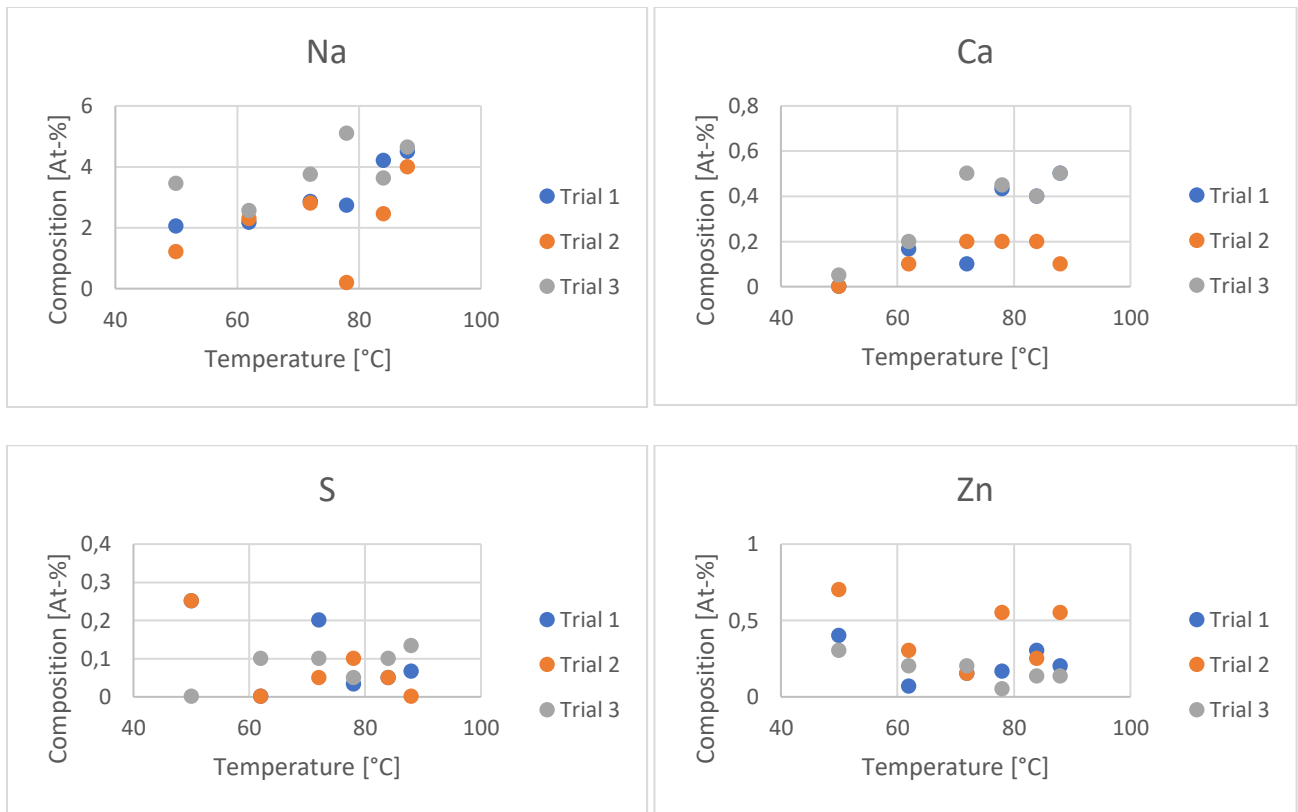 Na
Composition [At-%]
6
4
2
0
40 60 80 100
Temperature [°C]
Trial 1
Trial 2
Trial 3
Ca
Composition [At-%]
0,8
0,6
0,4
0,2
0
40 60 80 100
Temperature [°C]
Trial 1
Trial 2
Trial 3
S
Composition [At-%]
0,4
0,3
0,2
0,1
0
40 60 80 100
Temperature [°C]
Trial 1
Trial 2
Trial 3
Zn
Composition [At-%]
1
0,5
0
40 60 80 100
Temperature [°C]
Trial 1
Trial 2
Trial 3